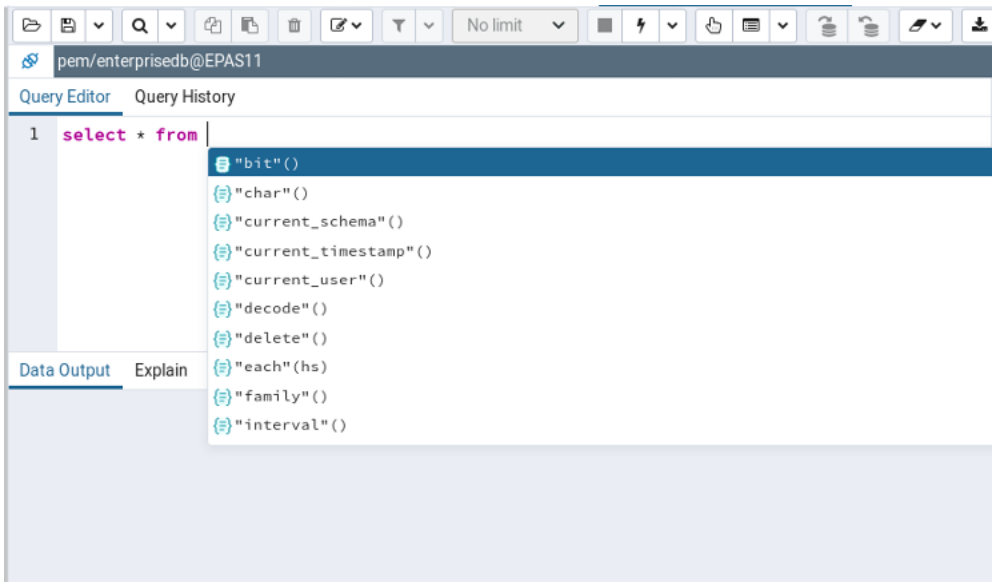 No limit
pem/enterprisedb@EPAS11
Query Editor Query History
1 select * from
"bit"()
"char"()
"current_schema"()
"current_timestamp"()
"current_user"()
"decode"()
"delete"()
"each"(hs)
"family"()
"interval"()
Data Output Explain